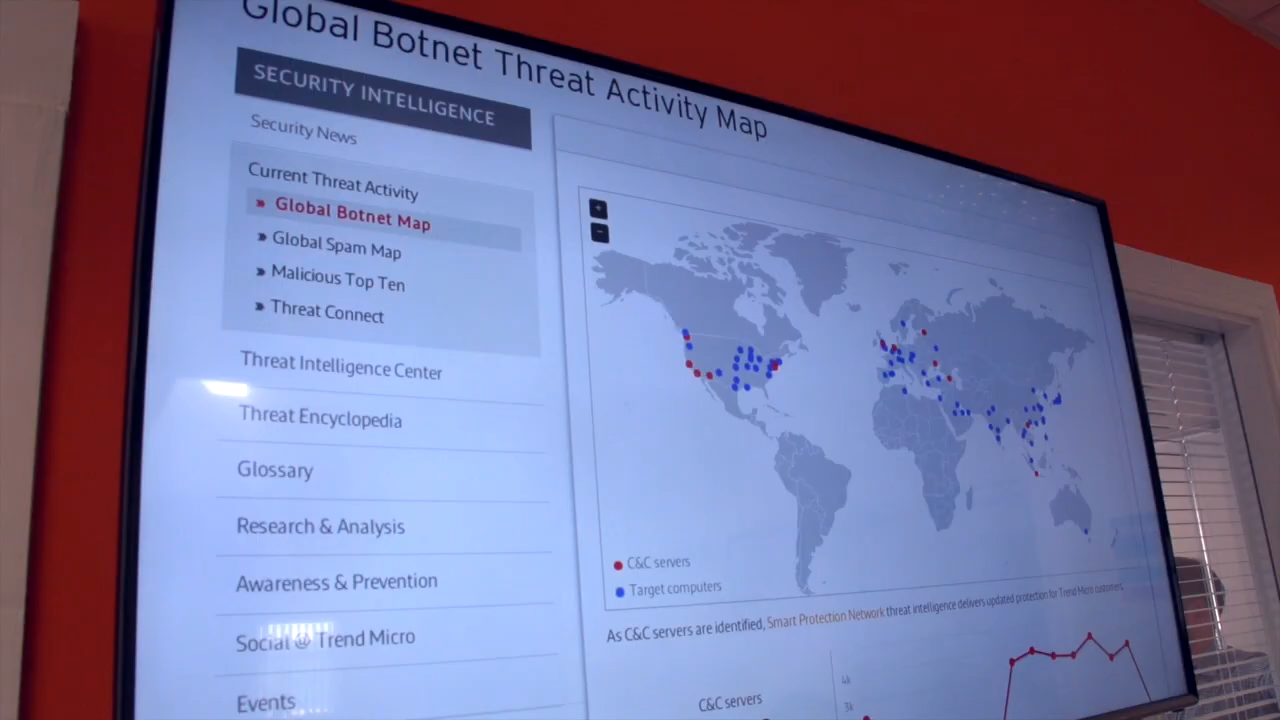 Global Botnet Threat Activity Map
SECURITY INTELLIGENCE
Security News
Current Threat Activity
» Global Botnet Map
» Global Spam Map
» Malicious Top Ten
» Threat Connect
Threat Intelligence Center
Threat Encyclopedia
Glossary
Research & Analysis
Awareness & Prevention
Social @ Trend Micro
Events
+
−
C&C servers
Target computers
As C&C servers are identified, Smart Protection Network threat intelligence delivers updated protection for Trend Micro customers.
C&C servers
4k
3k